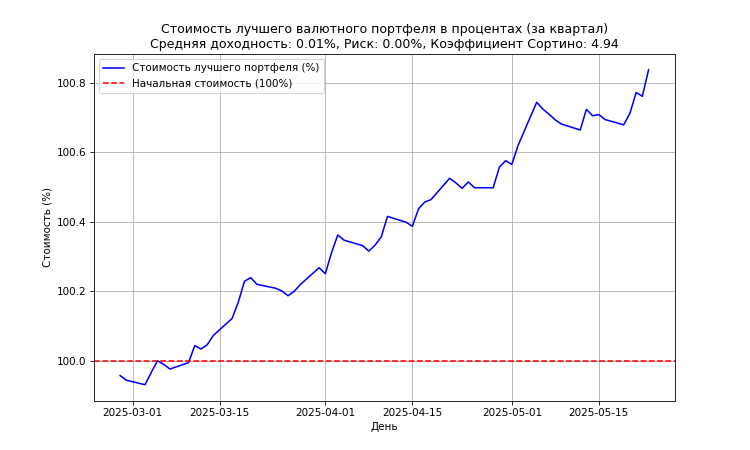 Стоимость лучшего валютного портфеля в процентах (за квартал)
Средняя доходность: 0.01%, Риск: 0.00%, Коэффициент Сортино: 4.94
Стоимость лучшего портфеля (%)
Начальная стоимость (100%)
Стоимость (%)
100.8
100.6
100.4
100.2
100.0
2025-03-01
2025-03-15
2025-04-01
2025-04-15
2025-05-01
2025-05-15
День